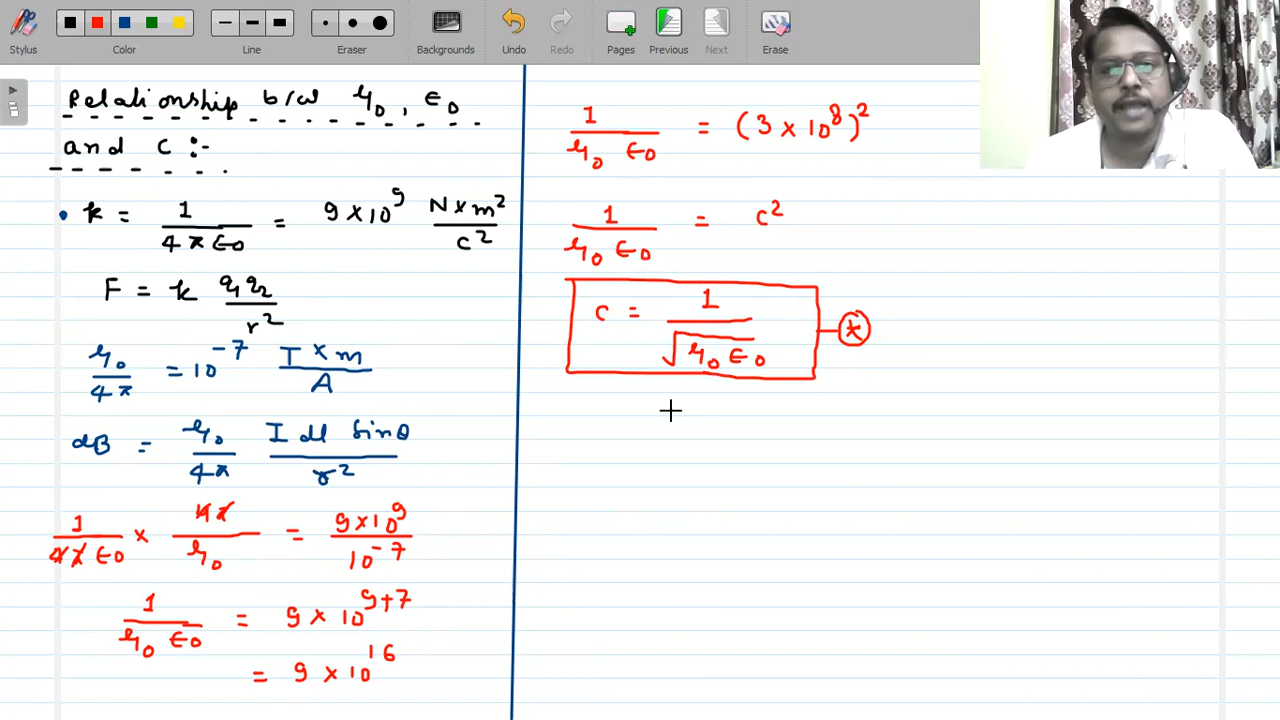 Stylus Color Line Eraser Backgrounds Undo Redo Pages Previous Next Erase
Relationship b/w μ0, ε0
and c :-
• k = 1/(4π ε0) = 9×10^9 N×m^2/C^2
F = k q1q2/r^2
μ0/4π = 10^-7 T×m/A
dB = μ0/4π I dl Sinθ/r^2
1/(4π ε0) × 4π/μ0 = 9×10^9/10^-7
1/(μ0 ε0) = 9×10^(9+7)
= 9×10^16
1/(μ0 ε0) = (3×10^8)^2
1/(μ0 ε0) = c^2
c = 1/√(μ0 ε0) *